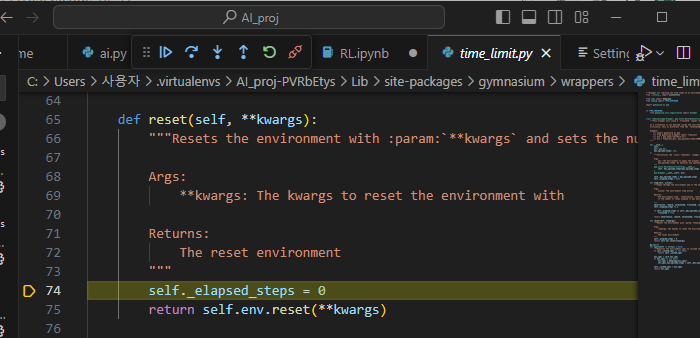 AI_proj
me
ai.py
RL.ipynb
time_limit.py
Setting
C: > Users > 사용자 > .virtualenvs > AI_proj-PVRbEtys > Lib > site-packages > gymnasium > wrappers > time_lim
64
65 def reset(self, **kwargs):
66 """Resets the environment with :param:`**kwargs` and sets the nu
67
68 Args:
69 **kwargs: The kwargs to reset the environment with
70
71 Returns:
72 The reset environment
73 """
74 self._elapsed_steps = 0
75 return self.env.reset(**kwargs)
76